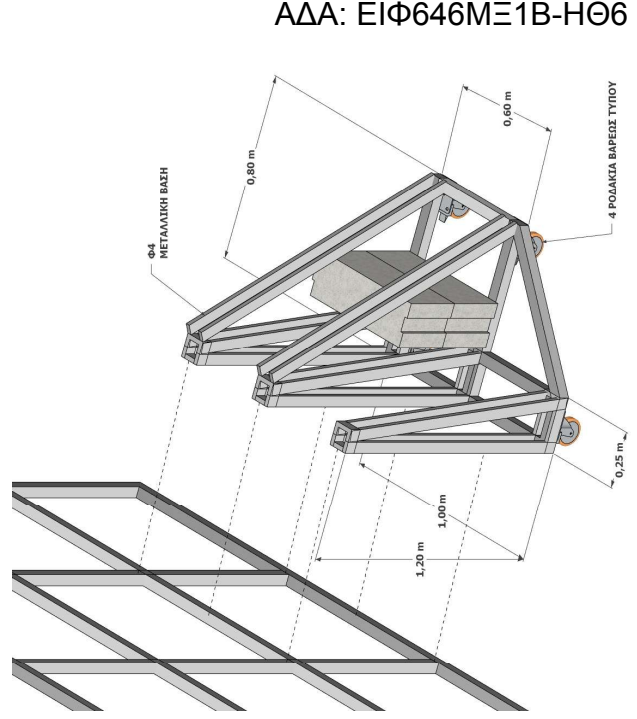 ΑΔΑ: ΕΙΦ646ΜΞ1Β-ΗΘ6
0,60 m
0,80 m
Φ4
ΜΕΤΑΛΛΙΚΗ ΒΑΣΗ
4 ΡΟΔΑΚΙΑ ΒΑΡΕΩΣ ΤΥΠΟΥ
1,00m
0,25 m
1,20 m